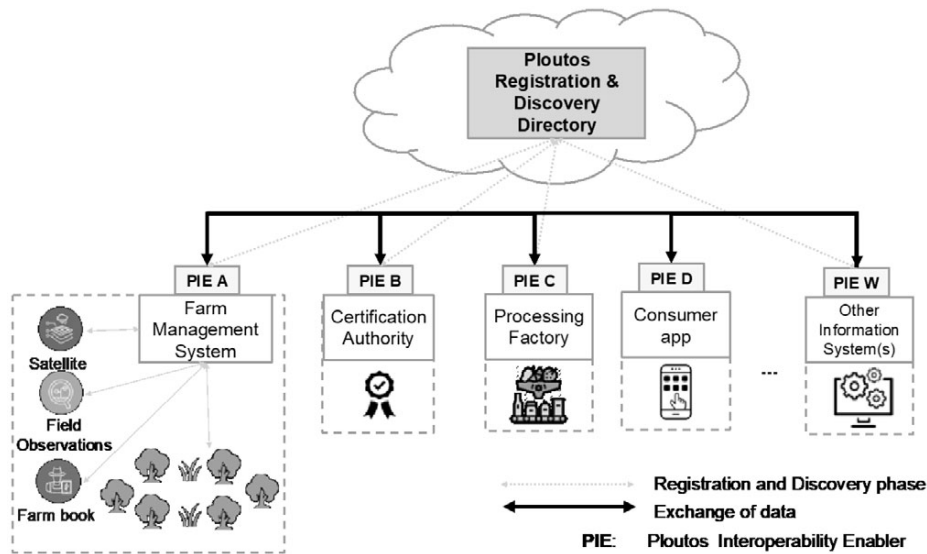 Ploutos
Registration &
Discovery
Directory
PIE A
PIE B
PIE C
PIE D
PIE W
Farm
Management
System
Certification
Authority
Processing
Factory
Consumer
app
Other
Information
System(s)
Satellite
Field
Observations
Farm book
...
Registration and Discovery phase
Exchange of data
PIE: Ploutos Interoperability Enabler